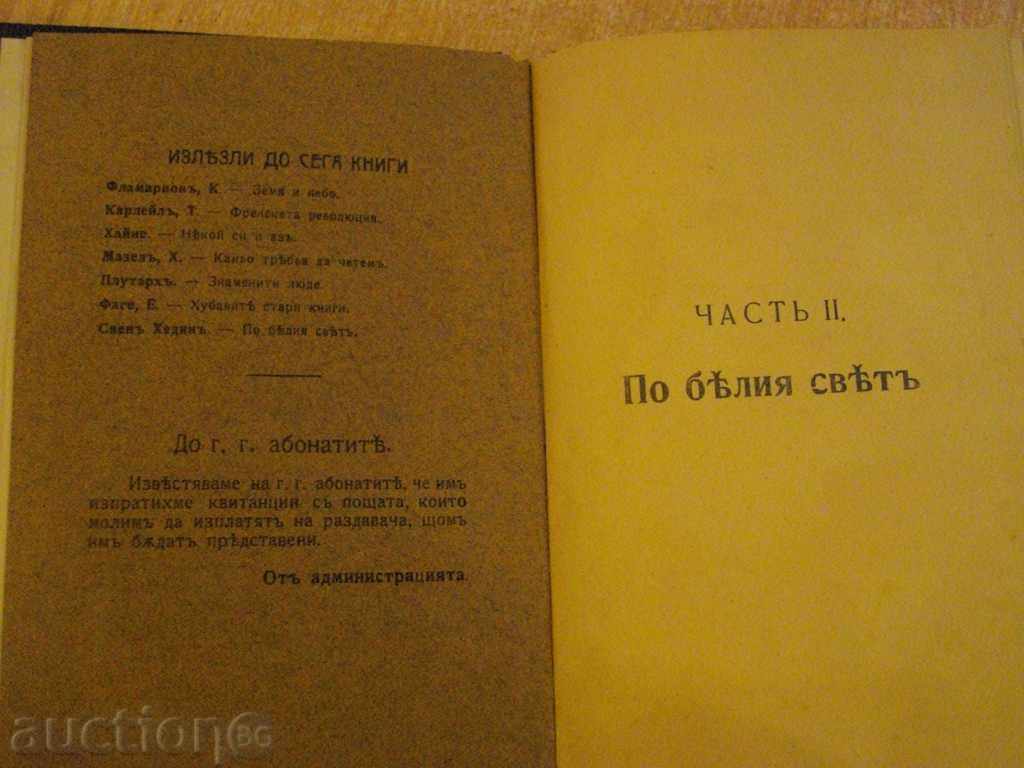 ИЗЛѢЗЛИ ДО СЕГА КНИГИ
Фламарионъ, К. — Земя и небо.
Карлейлъ, Т. — Френската революция.
Хайне. — Нѣкой си и азъ.
Мазелъ, Х. — Какво трѣбва да четемъ.
Плутархъ. — Знаменити люде.
Фаге, Е. — Хубавитѣ стари книги.
Свенъ Хединъ. — По бѣлия свѣтъ.
До г. г. абонатитѣ.
Извѣстяваме на г. г. абонатитѣ, че имъ
изпратихме квитанции съ пощата, които
молимъ да изплатятъ на раздавача, щомъ
имъ бѫдатъ прѣдставени.
Отъ администрацията.
ЧАСТЬ II.
По бѣлия свѣтъ
auctionBG